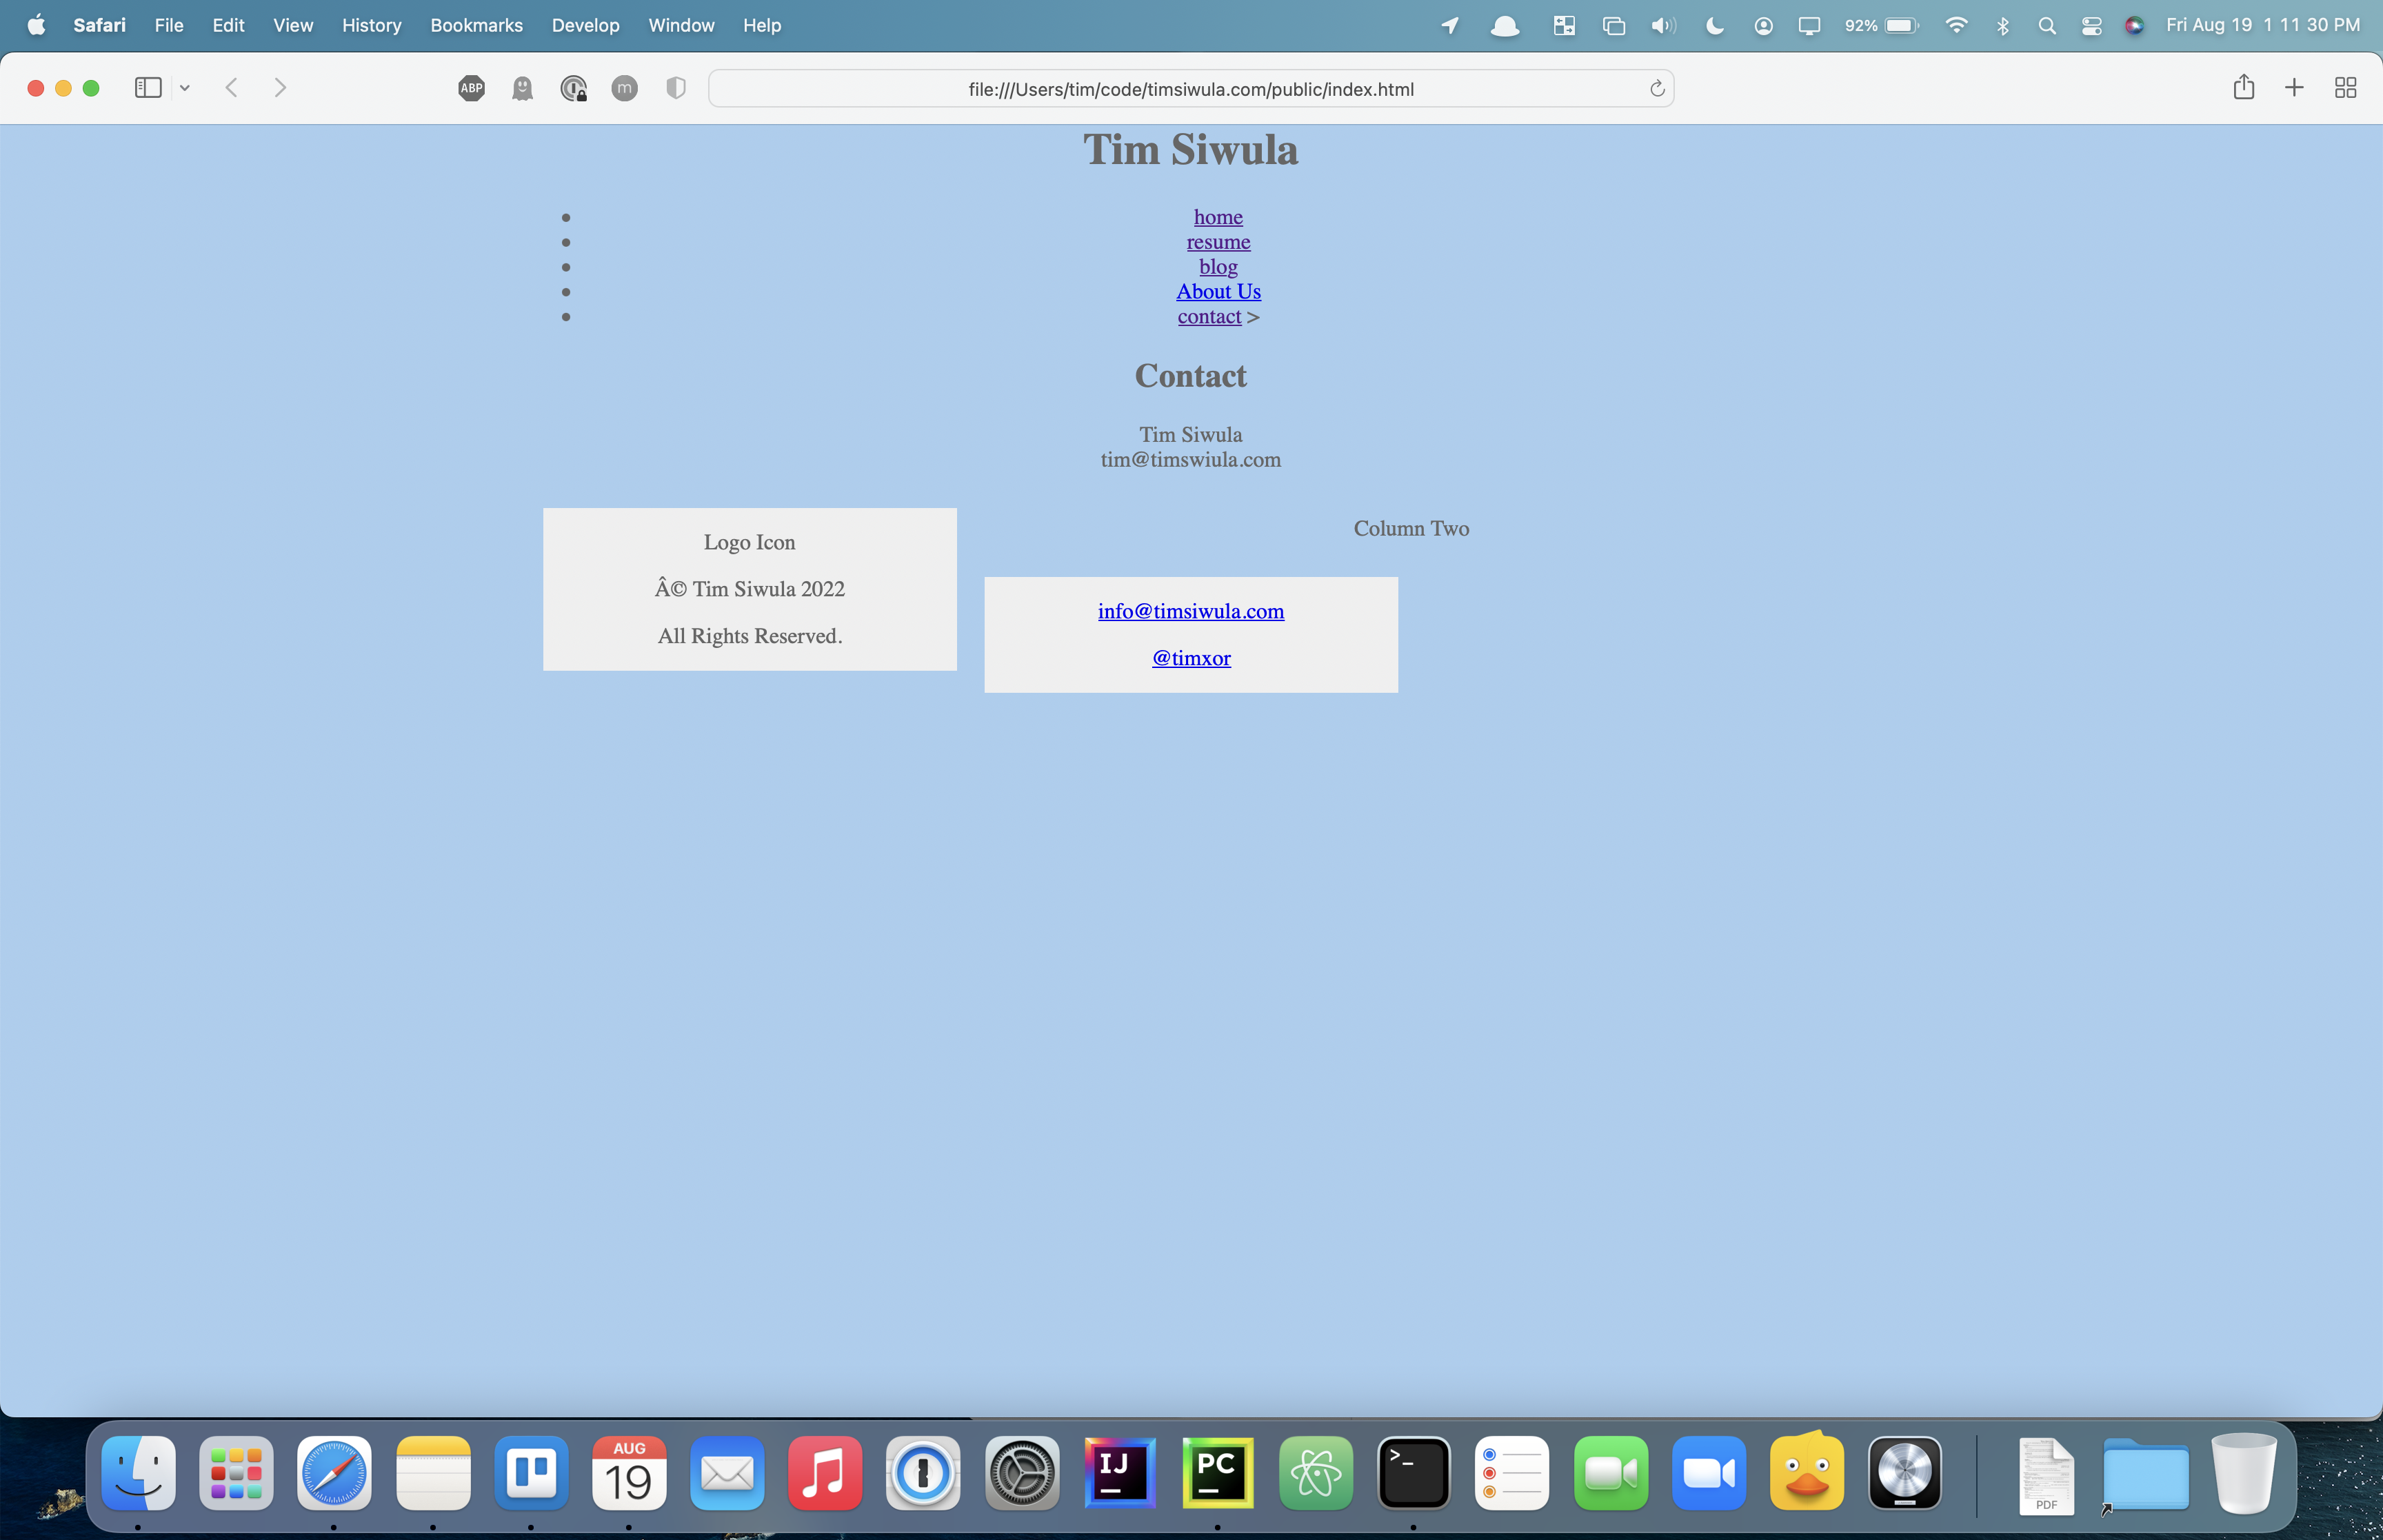 Safari File Edit View History Bookmarks Develop Window Help 92% Fri Aug 19 1 11 30 PM
ABP m file:///Users/tim/code/timsiwula.com/public/index.html
Tim Siwula
home
resume
blog
About Us
contact >
Contact
Tim Siwula
tim@timswiula.com
Logo Icon
Â© Tim Siwula 2022
All Rights Reserved.
Column Two
info@timsiwula.com
@timxor
AUG
19
IJ
PC
>_
PDF